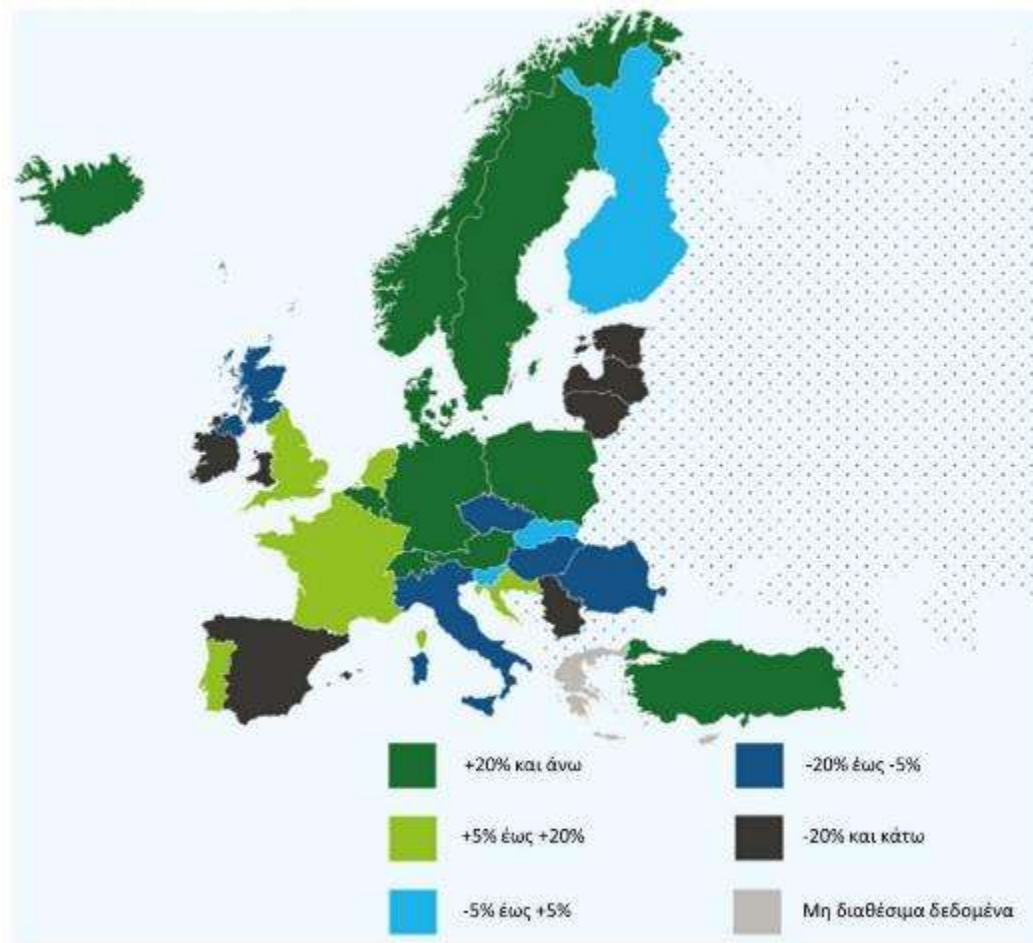 +20% και άνω
-20% έως -5%
+5% έως +20%
-20% και κάτω
-5% έως +5%
Μη διαθέσιμα δεδομένα